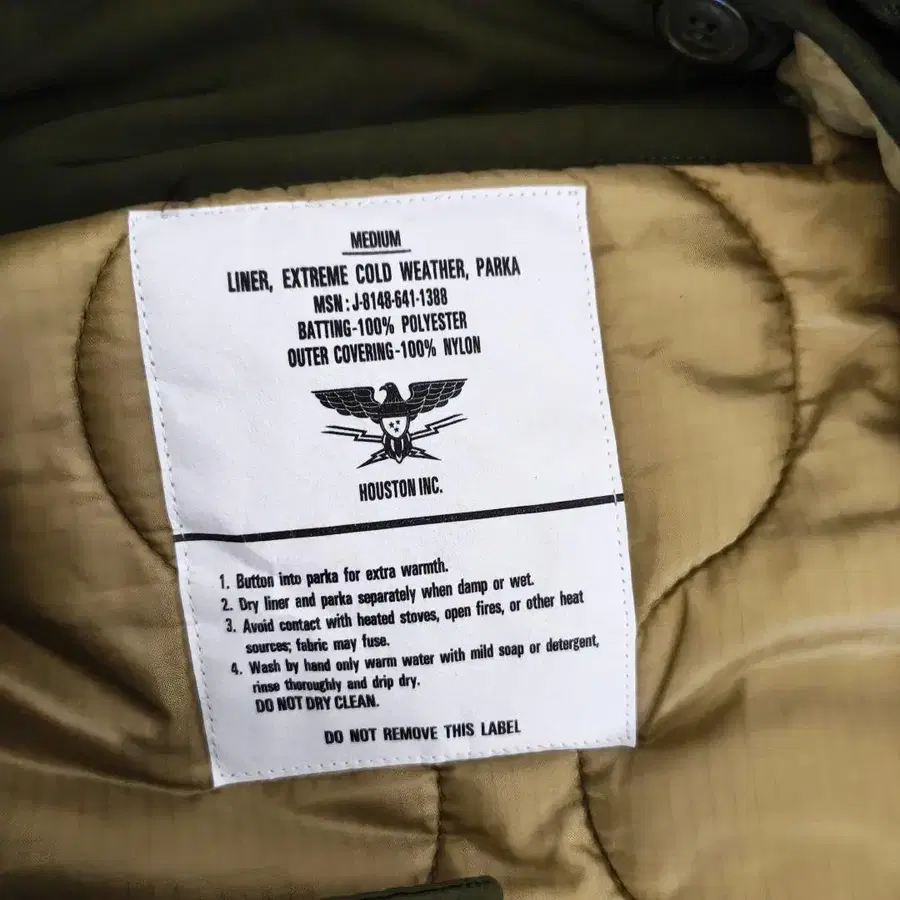 MEDIUM
LINER, EXTREME COLD WEATHER, PARKA
MSN : J-8148-641-1388
BATTING-100% POLYESTER
OUTER COVERING-100% NYLON
HOUSTON INC.
1. Button into parka for extra warmth.
2. Dry liner and parka separately when damp or wet.
3. Avoid contact with heated stoves, open fires, or other heat
sources; fabric may fuse.
4. Wash by hand only warm water with mild soap or detergent,
rinse thoroughly and drip dry.
DO NOT DRY CLEAN.
DO NOT REMOVE THIS LABEL